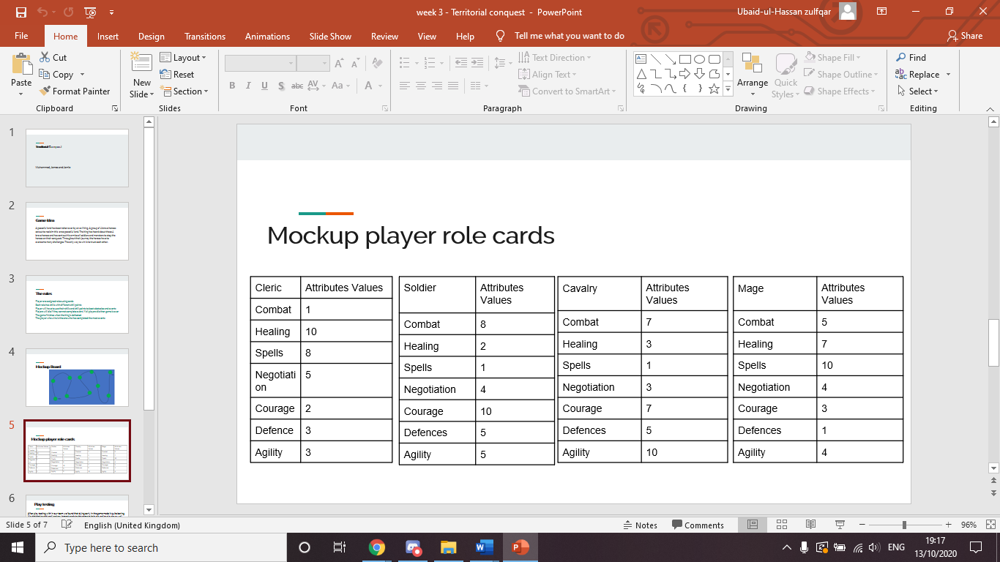 week 3 - Territorial conquest - PowerPoint
Ubaid-ul-Hassan zulfqar
File Home Insert Design Transitions Animations Slide Show Review View Help Tell me what you want to do Share
Paste
Cut
Copy
Format Painter
Clipboard
New
Slide
Layout
Reset
Section
Slides
B I U S abc AV Aa A
Font
Text Direction
Align Text
Convert to SmartArt
Paragraph
Arrange
Quick
Styles
Shape Fill
Shape Outline
Shape Effects
Drawing
Find
Replace
Select
Editing
1
Muhammed, James and Jamila
2
Game Idea
3
The rules
4
Mockup Board
5
Mockup player role cards
6
Play testing
Mockup player role cards
Cleric Attributes Values
Combat 1
Healing 10
Spells 8
Negotiati
on 5
Courage 2
Defence 3
Agility 3
Soldier Attributes
Values
Combat 8
Healing 2
Spells 1
Negotiation 4
Courage 10
Defences 5
Agility 5
Cavalry Attributes
Values
Combat 7
Healing 3
Spells 1
Negotiation 3
Courage 7
Defences 5
Agility 10
Mage Attributes
Values
Combat 5
Healing 7
Spells 10
Negotiation 4
Courage 3
Defences 1
Agility 4
Slide 5 of 7 English (United Kingdom) Notes Comments 96%
Type here to search
ENG
19:17
13/10/2020